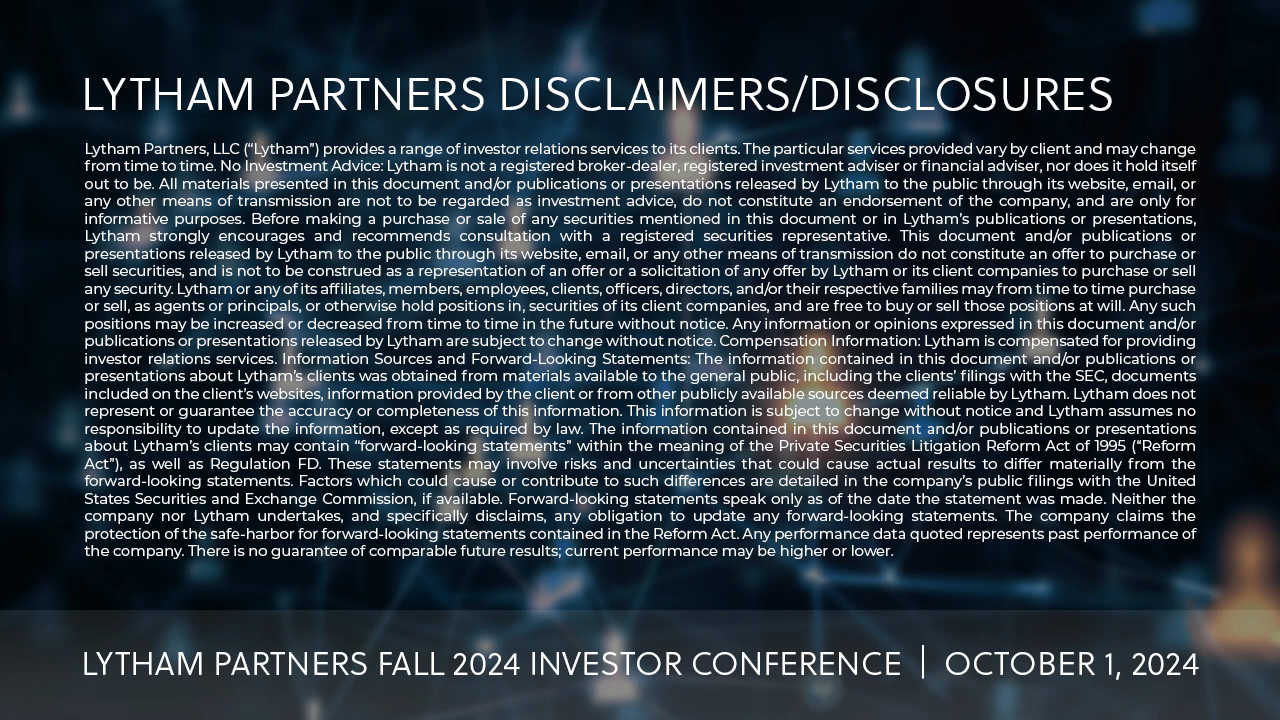 LYTHAM PARTNERS DISCLAIMERS/DISCLOSURES
Lytham Partners, LLC (“Lytham”) provides a range of investor relations services to its clients. The particular services provided vary by client and may change
from time to time. No Investment Advice: Lytham is not a registered broker-dealer, registered investment adviser or financial adviser, nor does it hold itself
out to be. All materials presented in this document and/or publications or presentations released by Lytham to the public through its website, email, or
any other means of transmission are not to be regarded as investment advice, do not constitute an endorsement of the company, and are only for
informative purposes. Before making a purchase or sale of any securities mentioned in this document or in Lytham’s publications or presentations,
Lytham strongly encourages and recommends consultation with a registered securities representative. This document and/or publications or
presentations released by Lytham to the public through its website, email, or any other means of transmission do not constitute an offer to purchase or
sell securities, and is not to be construed as a representation of an offer or a solicitation of any offer by Lytham or its client companies to purchase or sell
any security. Lytham or any of its affiliates, members, employees, clients, officers, directors, and/or their respective families may from time to time purchase
or sell, as agents or principals, or otherwise hold positions in, securities of its client companies, and are free to buy or sell those positions at will. Any such
positions may be increased or decreased from time to time in the future without notice. Any information or opinions expressed in this document and/or
publications or presentations released by Lytham are subject to change without notice. Compensation Information: Lytham is compensated for providing
investor relations services. Information Sources and Forward-Looking Statements: The information contained in this document and/or publications or
presentations about Lytham’s clients was obtained from materials available to the general public, including the clients’ filings with the SEC, documents
included on the client’s websites, information provided by the client or from other publicly available sources deemed reliable by Lytham. Lytham does not
represent or guarantee the accuracy or completeness of this information. This information is subject to change without notice and Lytham assumes no
responsibility to update the information, except as required by law. The information contained in this document and/or publications or presentations
about Lytham’s clients may contain “forward-looking statements” within the meaning of the Private Securities Litigation Reform Act of 1995 (“Reform
Act”), as well as Regulation FD. These statements may involve risks and uncertainties that could cause actual results to differ materially from the
forward-looking statements. Factors which could cause or contribute to such differences are detailed in the company’s public filings with the United
States Securities and Exchange Commission, if available. Forward-looking statements speak only as of the date the statement was made. Neither the
company nor Lytham undertakes, and specifically disclaims, any obligation to update any forward-looking statements. The company claims the
protection of the safe-harbor for forward-looking statements contained in the Reform Act. Any performance data quoted represents past performance of
the company. There is no guarantee of comparable future results; current performance may be higher or lower.
LYTHAM PARTNERS FALL 2024 INVESTOR CONFERENCE | OCTOBER 1, 2024